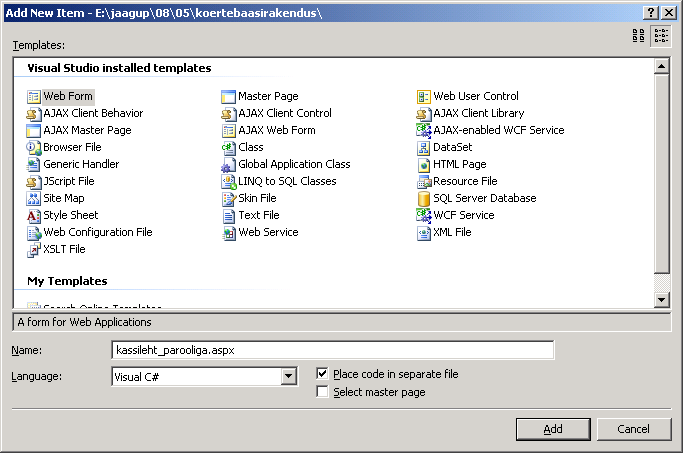 Add New Item - E:\jaagup\08\05\koertebaasirakendus\
Templates:
Visual Studio installed templates
Web Form Master Page Web User Control
AJAX Client Behavior AJAX Client Control AJAX Client Library
AJAX Master Page AJAX Web Form AJAX-enabled WCF Service
Browser File Class DataSet
Generic Handler Global Application Class HTML Page
JScript File LINQ to SQL Classes Resource File
Site Map Skin File SQL Server Database
Style Sheet Text File WCF Service
Web Configuration File Web Service XML File
XSLT File
My Templates
Search Online Templates
A form for Web Applications
Name: kassileht_parooliga.aspx
Language: Visual C# Place code in separate file
Select master page
Add Cancel